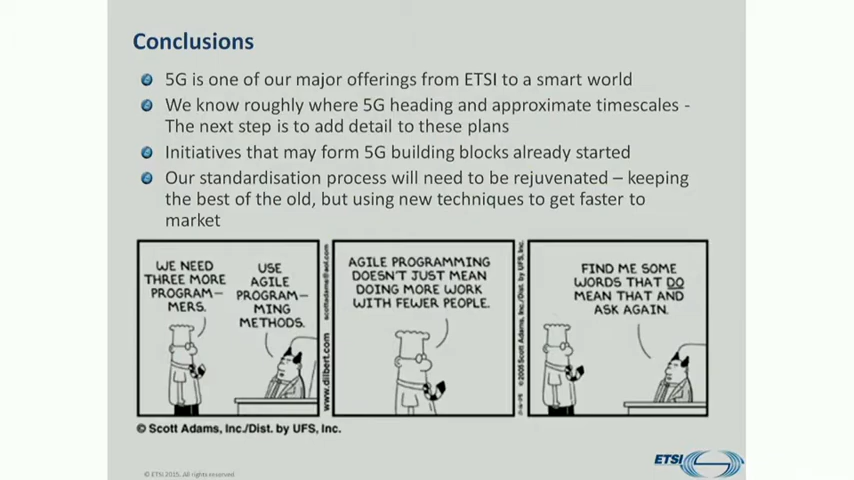 Conclusions
5G is one of our major offerings from ETSI to a smart world
We know roughly where 5G heading and approximate timescales -
The next step is to add detail to these plans
Initiatives that may form 5G building blocks already started
Our standardisation process will need to be rejuvenated – keeping
the best of the old, but using new techniques to get faster to
market
WE NEED
THREE MORE
PROGRAM-
MERS.
USE
AGILE
PROGRAM-
MING
METHODS.
www.dilbert.com
scottadams@aol.com
AGILE PROGRAMMING
DOESN'T JUST MEAN
DOING MORE WORK
WITH FEWER PEOPLE.
©2005 Scott Adams, Inc./Dist. by UFS, Inc.
FIND ME SOME
WORDS THAT DO
MEAN THAT AND
ASK AGAIN.
© Scott Adams, Inc./Dist. by UFS, Inc.
© ETSI 2015. All rights reserved
ETSI